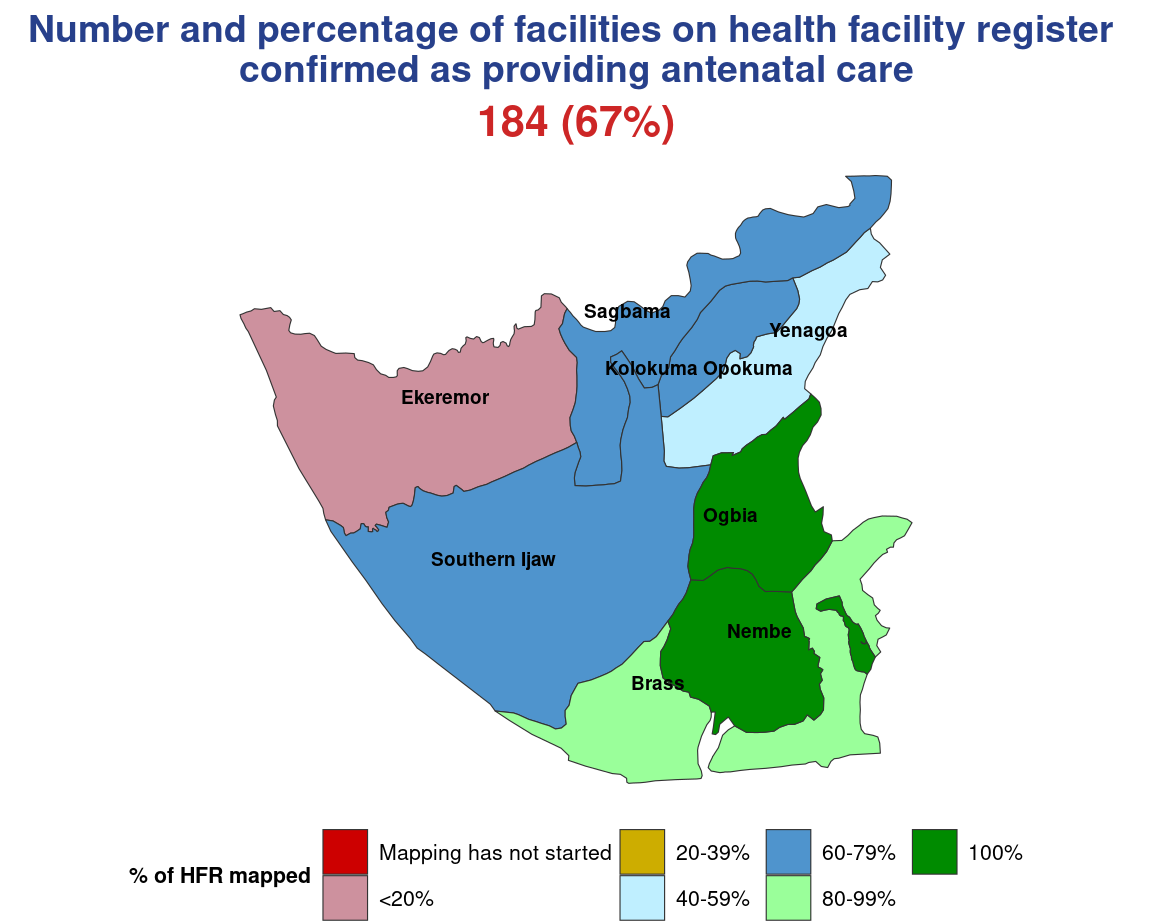 Number and percentage of facilities on health facility register
confirmed as providing antenatal care
184 (67%)
Sagbama
Yenagoa
Kolokuma Opokuma
Ekeremor
Ogbia
Southern Ijaw
Nembe
Brass
% of HFR mapped
Mapping has not started
<20%
20-39%
40-59%
60-79%
80-99%
100%